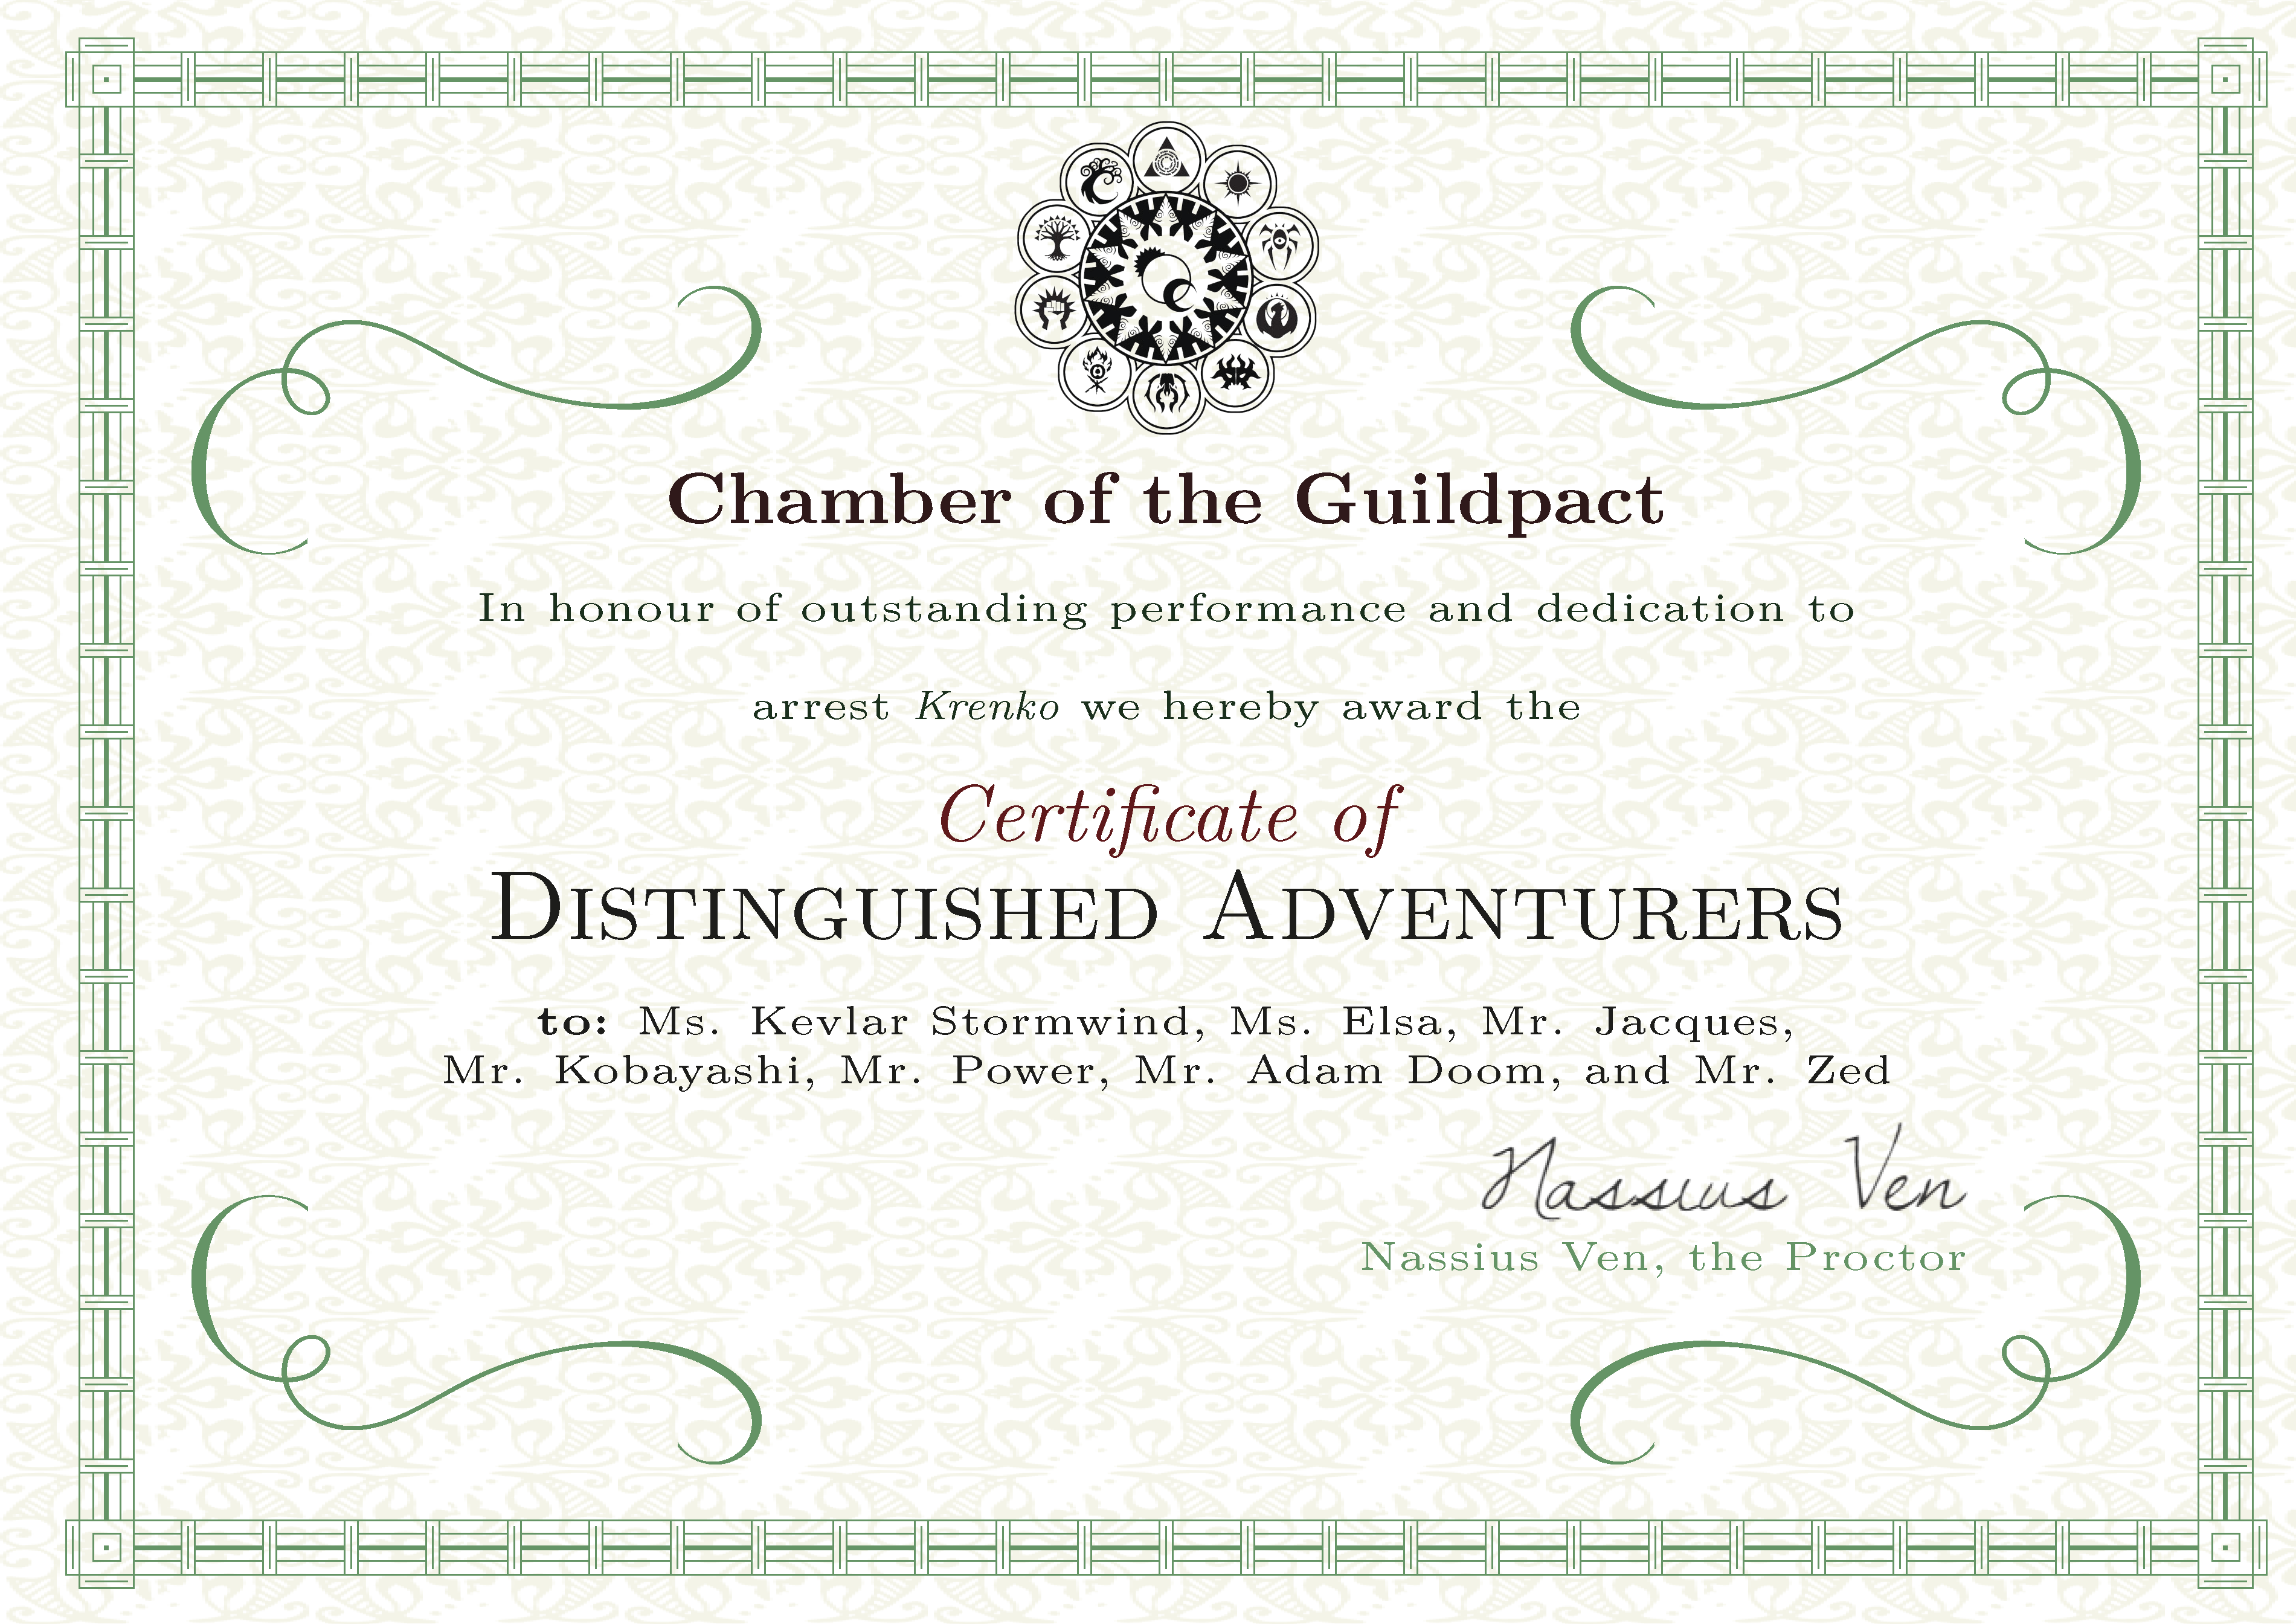 Chamber of the Guildpact
In honour of outstanding performance and dedication to
arrest Krenko we hereby award the
Certificate of
Distinguished Adventurers
to: Ms. Kevlar Stormwind, Ms. Elsa, Mr. Jacques,
Mr. Kobayashi, Mr. Power, Mr. Adam Doom, and Mr. Zed
Nassius Ven
Nassius Ven, the Proctor